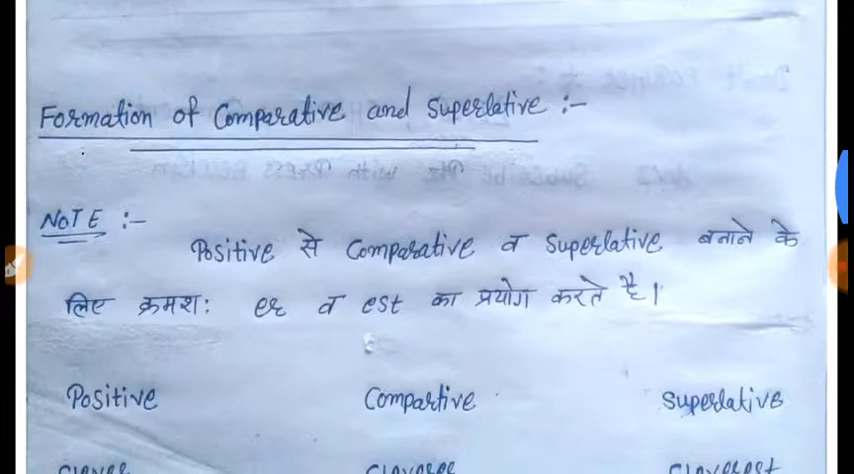 Formation of Comparative and Superlative :-
NOTE :-
Positive से Comparative व Superlative बनाने के
लिए क्रमशः er व est का प्रयोग करते है।
Positive Compartive Superlative